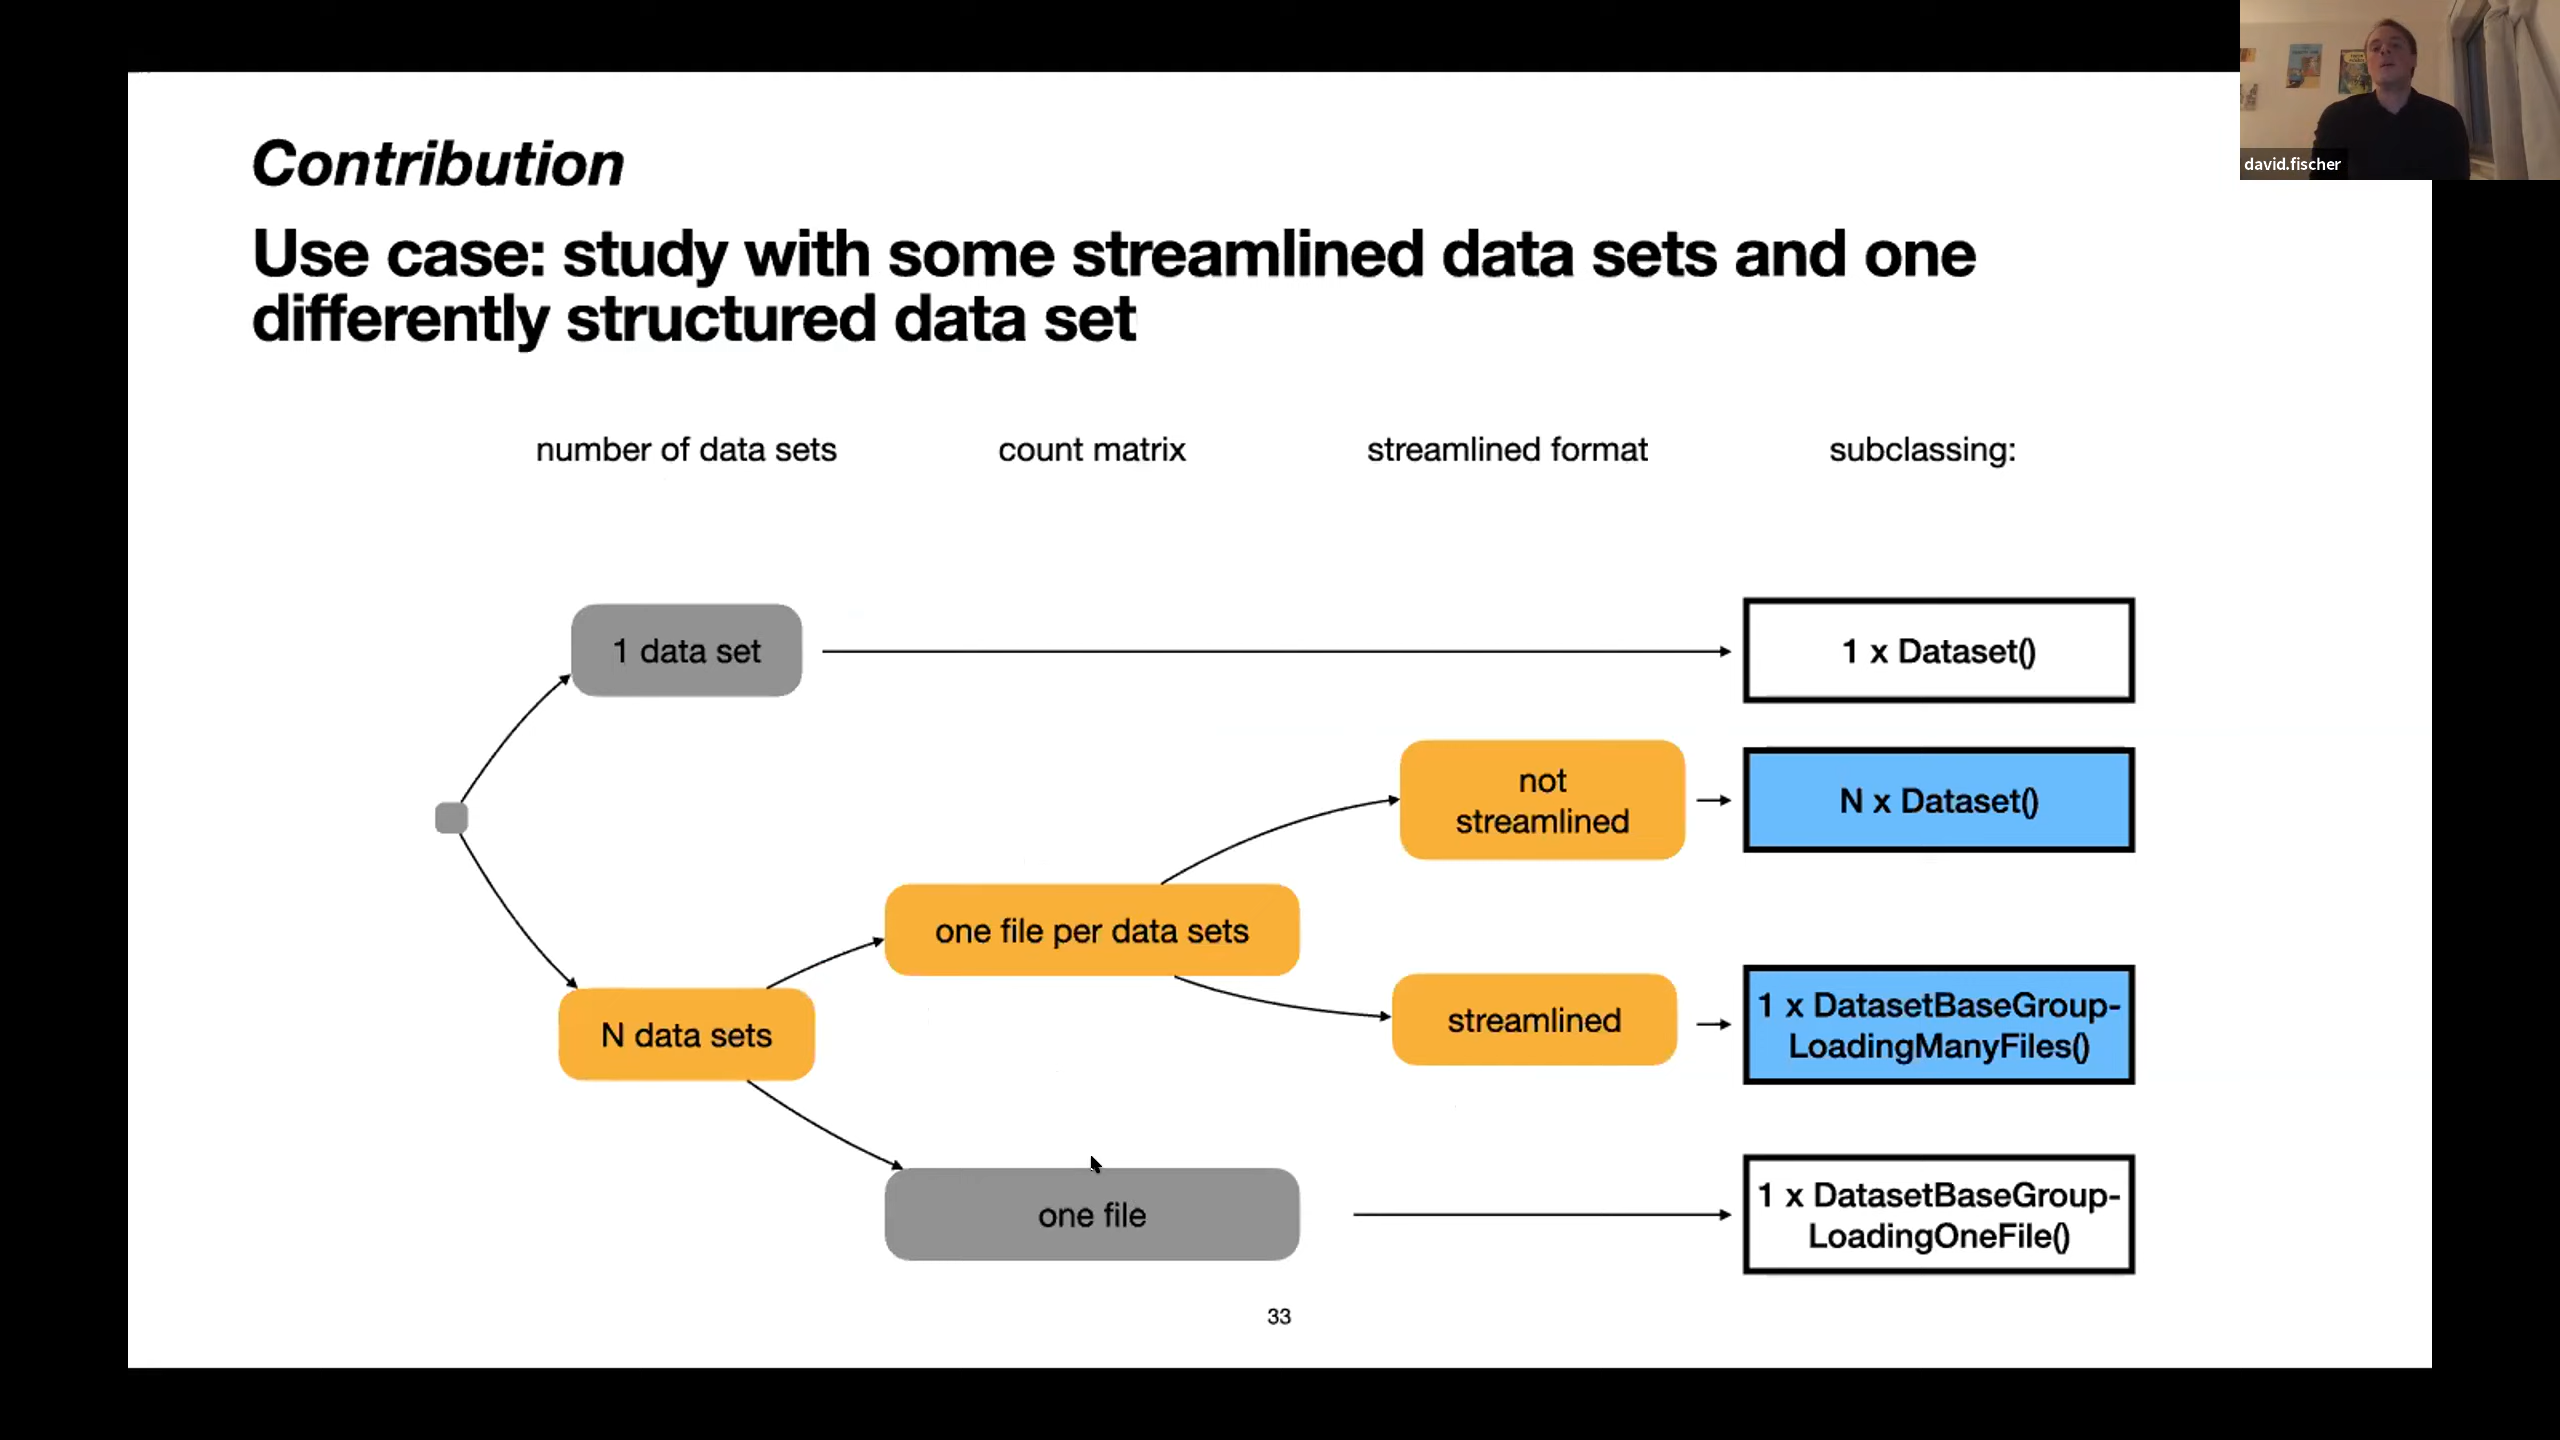 david.fischer
Contribution
Use case: study with some streamlined data sets and one
differently structured data set
number of data sets
count matrix
streamlined format
subclassing:
1 data set
1 x Dataset()
not
streamlined
N x Dataset()
one file per data sets
streamlined
1 x DatasetBaseGroup-
LoadingManyFiles()
N data sets
one file
1 x DatasetBaseGroup-
LoadingOneFile()
33